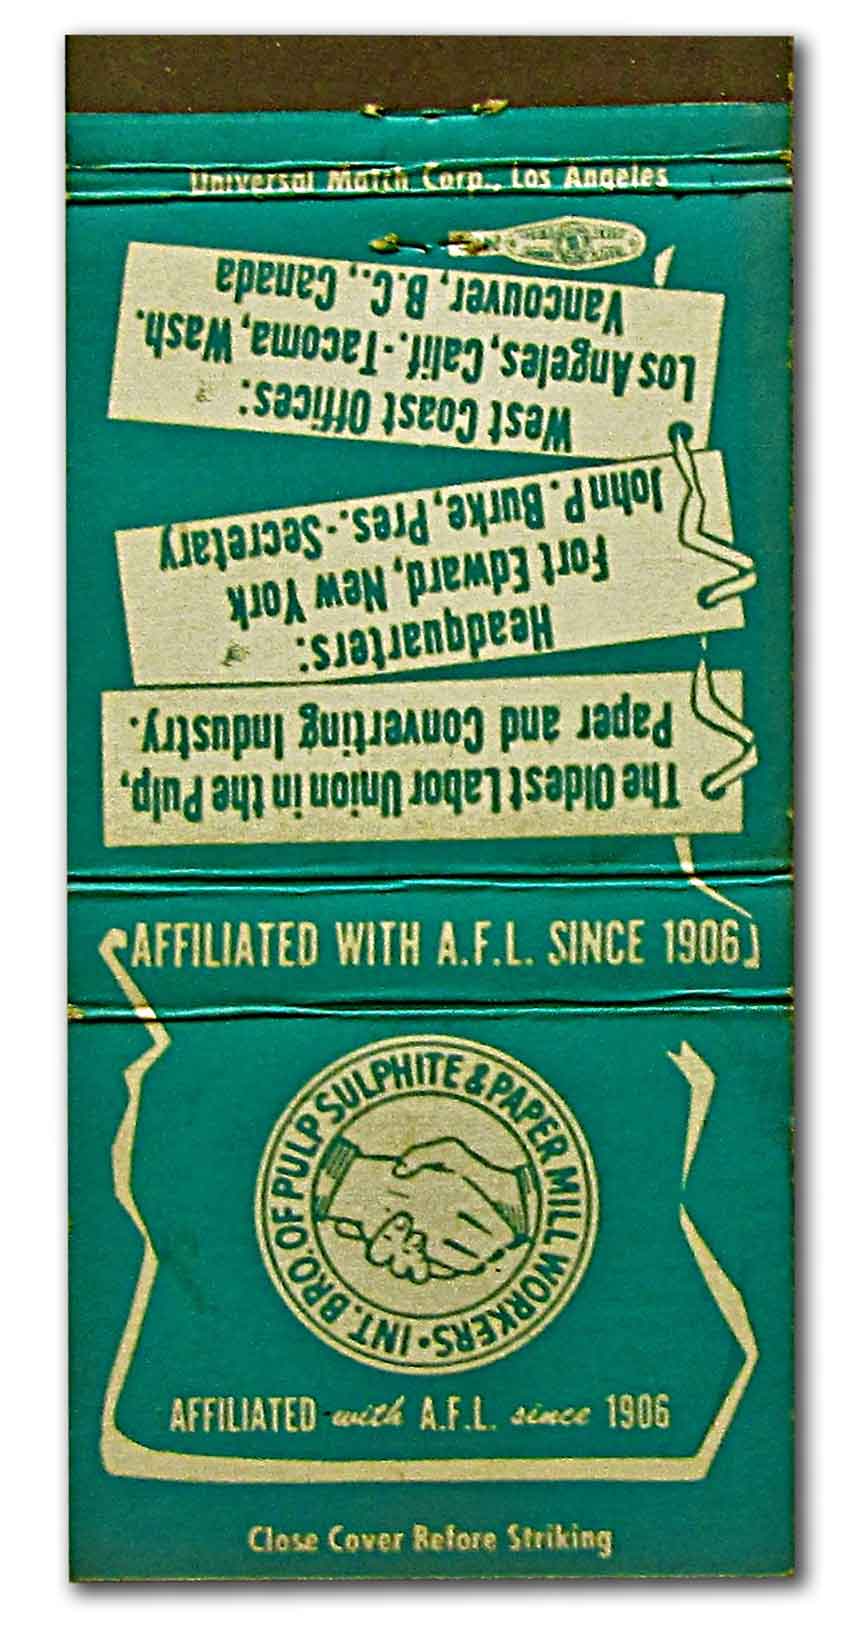 Universal Match Corp., Los Angeles
The Oldest Labor Union in the Pulp,
Paper and Converting Industry.
Headquarters:
Fort Edward, New York
John P. Burke, Pres.-Secretary
West Coast Offices:
Los Angeles, Calif.-Tacoma, Wash.
Vancouver, B.C., Canada
AFFILIATED WITH A.F.L. SINCE 1906
INT. BRO. OF PULP SULPHITE & PAPER MILL WORKERS •
AFFILIATED with A.F.L. since 1906
Close Cover Before Striking